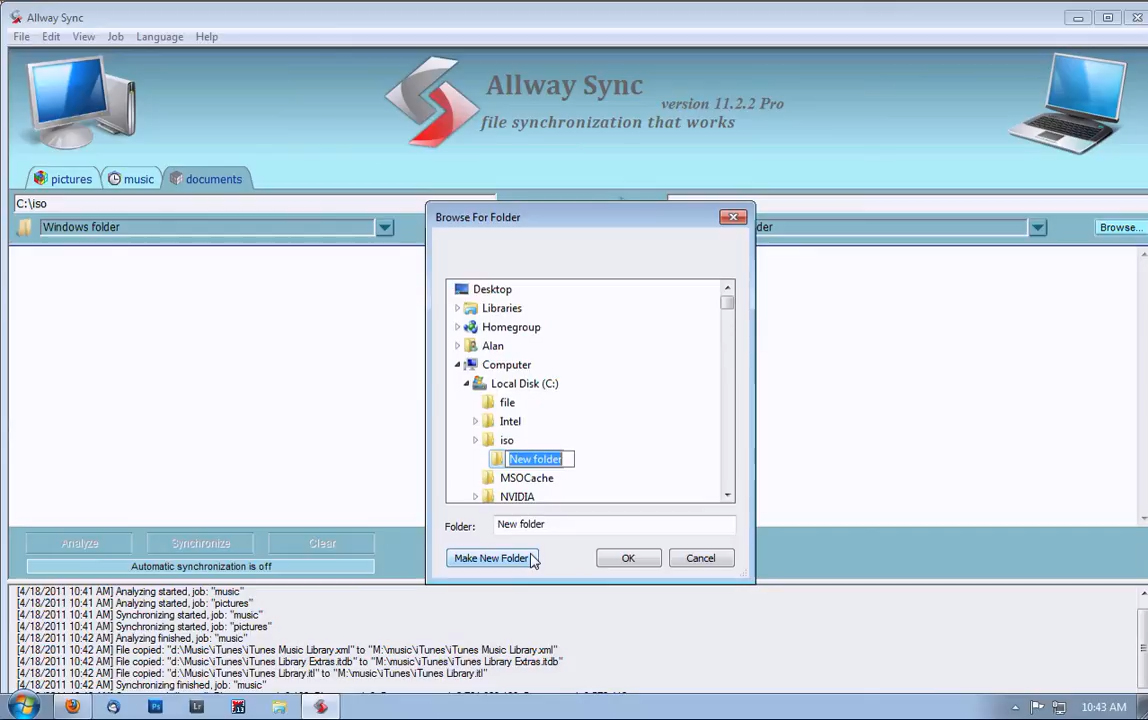 Allway Sync
File Edit View Job Language Help
Allway Sync
version 11.2.2 Pro
file synchronization that works
pictures music documents
C:\iso
Windows folder
der
Browse...
Browse For Folder
Desktop
Libraries
Homegroup
Alan
Computer
Local Disk (C:)
file
Intel
iso
New folder
MSOCache
NVIDIA
Folder: New folder
Make New Folder OK Cancel
Analyze Synchronize Clear
Automatic synchronization is off
[4/18/2011 10:41 AM] Analyzing started, job: "music"
[4/18/2011 10:41 AM] Analyzing started, job: "pictures"
[4/18/2011 10:41 AM] Synchronizing started, job: "music"
[4/18/2011 10:41 AM] Synchronizing started, job: "pictures"
[4/18/2011 10:42 AM] Analyzing finished, job: "music"
[4/18/2011 10:42 AM] File copied: "d:\Music\iTunes\iTunes Music Library.xml" to "M:\music\iTunes\iTunes Music Library.xml"
[4/18/2011 10:42 AM] File copied: "d:\Music\iTunes\iTunes Library Extras.itdb" to "M:\music\iTunes\iTunes Library Extras.itdb"
[4/18/2011 10:42 AM] File copied: "d:\Music\iTunes\iTunes Library.itl" to "M:\music\iTunes\iTunes Library.itl"
[4/18/2011 10:42 AM] Synchronizing finished, job: "music"
Ps Lr
10:43 AM